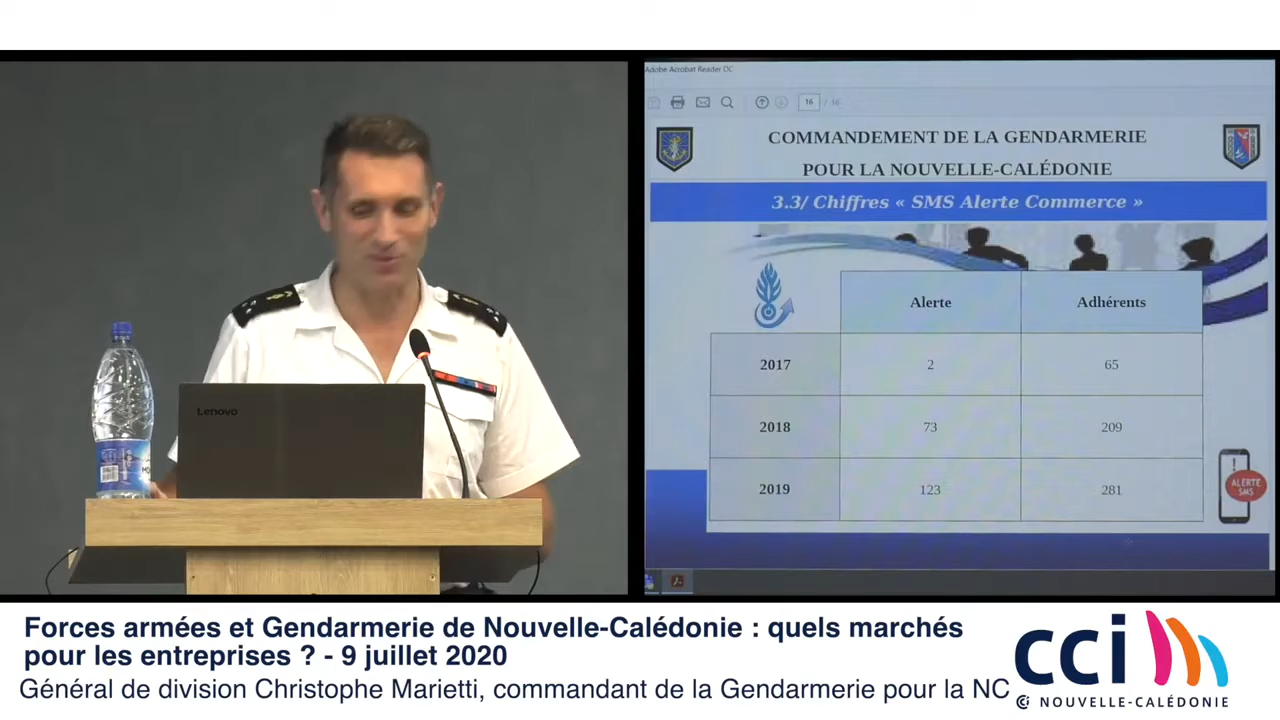 Adobe Acrobat Reader DC
16 / 16
COMMANDEMENT DE LA GENDARMERIE
POUR LA NOUVELLE-CALÉDONIE
3.3/ Chiffres « SMS Alerte Commerce »
Alerte Adhérents
2017 2 65
2018 73 209
2019 123 281
ALERTE
SMS
Lenovo
Forces armées et Gendarmerie de Nouvelle-Calédonie : quels marchés
pour les entreprises ? - 9 juillet 2020
Général de division Christophe Marietti, commandant de la Gendarmerie pour la NC
cci
NOUVELLE-CALÉDONIE